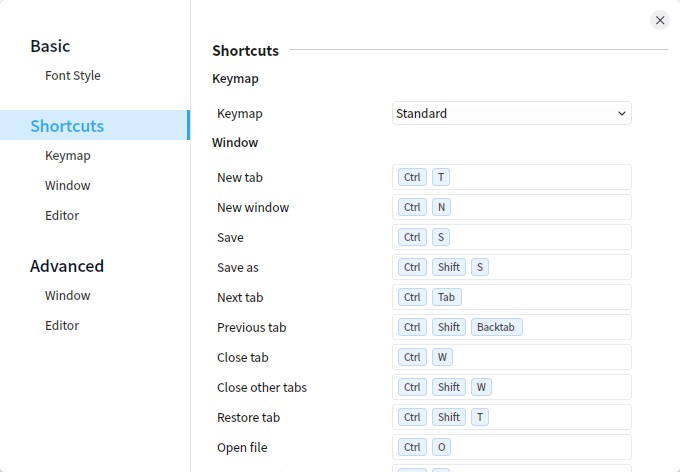 Basic
Font Style
Shortcuts
Keymap
Window
Editor
Advanced
Window
Editor
Shortcuts
Keymap
Keymap Standard
Window
New tab Ctrl T
New window Ctrl N
Save Ctrl S
Save as Ctrl Shift S
Next tab Ctrl Tab
Previous tab Ctrl Shift Backtab
Close tab Ctrl W
Close other tabs Ctrl Shift W
Restore tab Ctrl Shift T
Open file Ctrl O